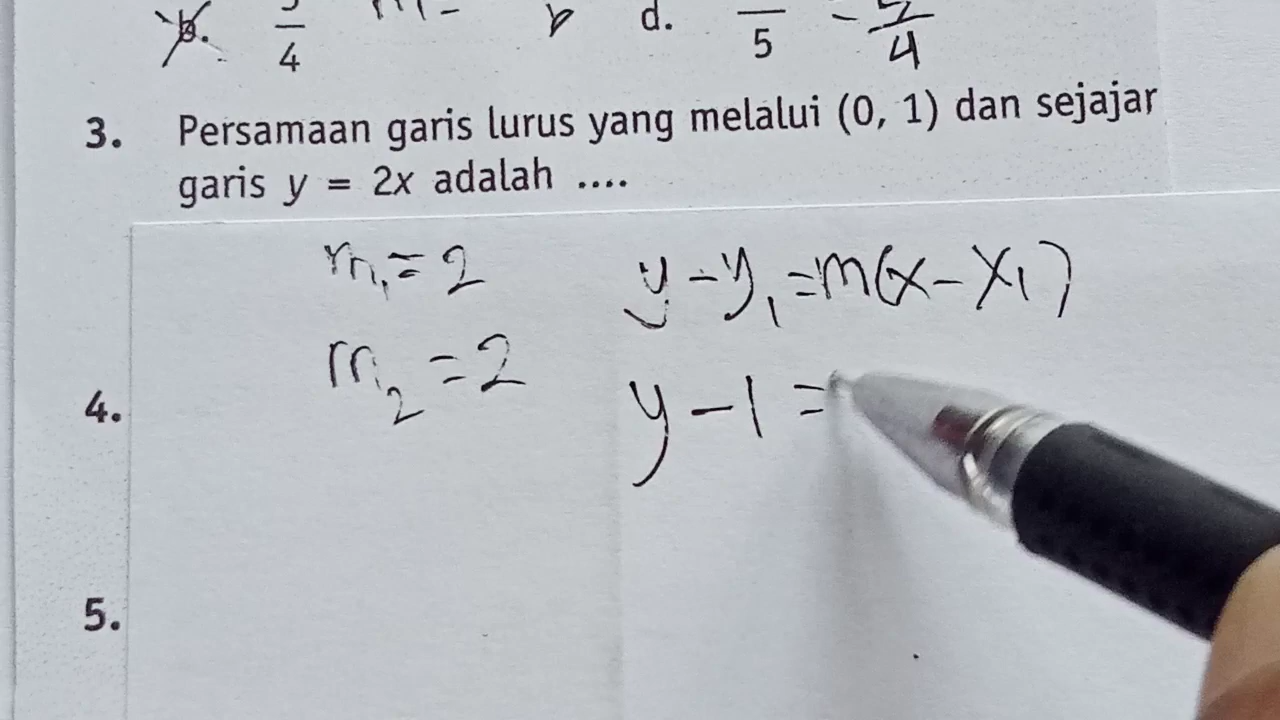 b. 4 d. 5 - 4
3. Persamaan garis lurus yang melalui (0, 1) dan sejajar
garis y = 2x adalah ....
m₁ = 2 y - y₁ = m(x - x₁)
m₂ = 2 y - 1 =
4.
5.